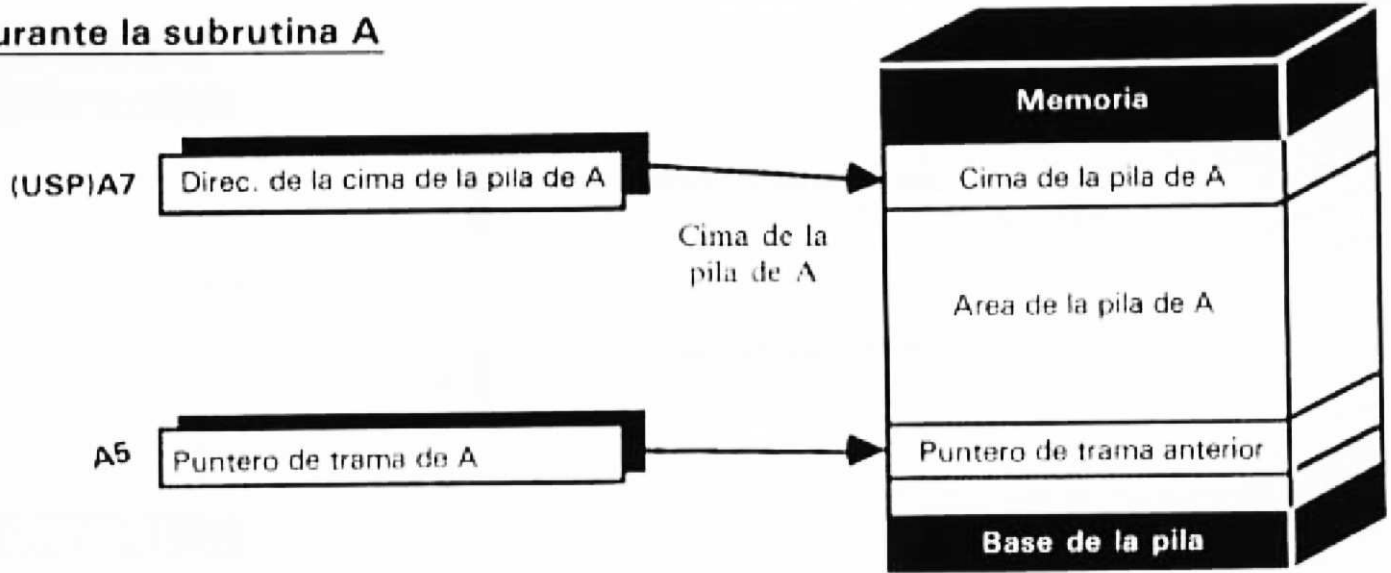 urante la subrutina A
Memoria
(USP)A7
Direc. de la cima de la pila de A
Cima de la pila de A
Cima de la
pila de A
Area de la pila de A
A5
Puntero de trama de A
Puntero de trama anterior
Base de la pila